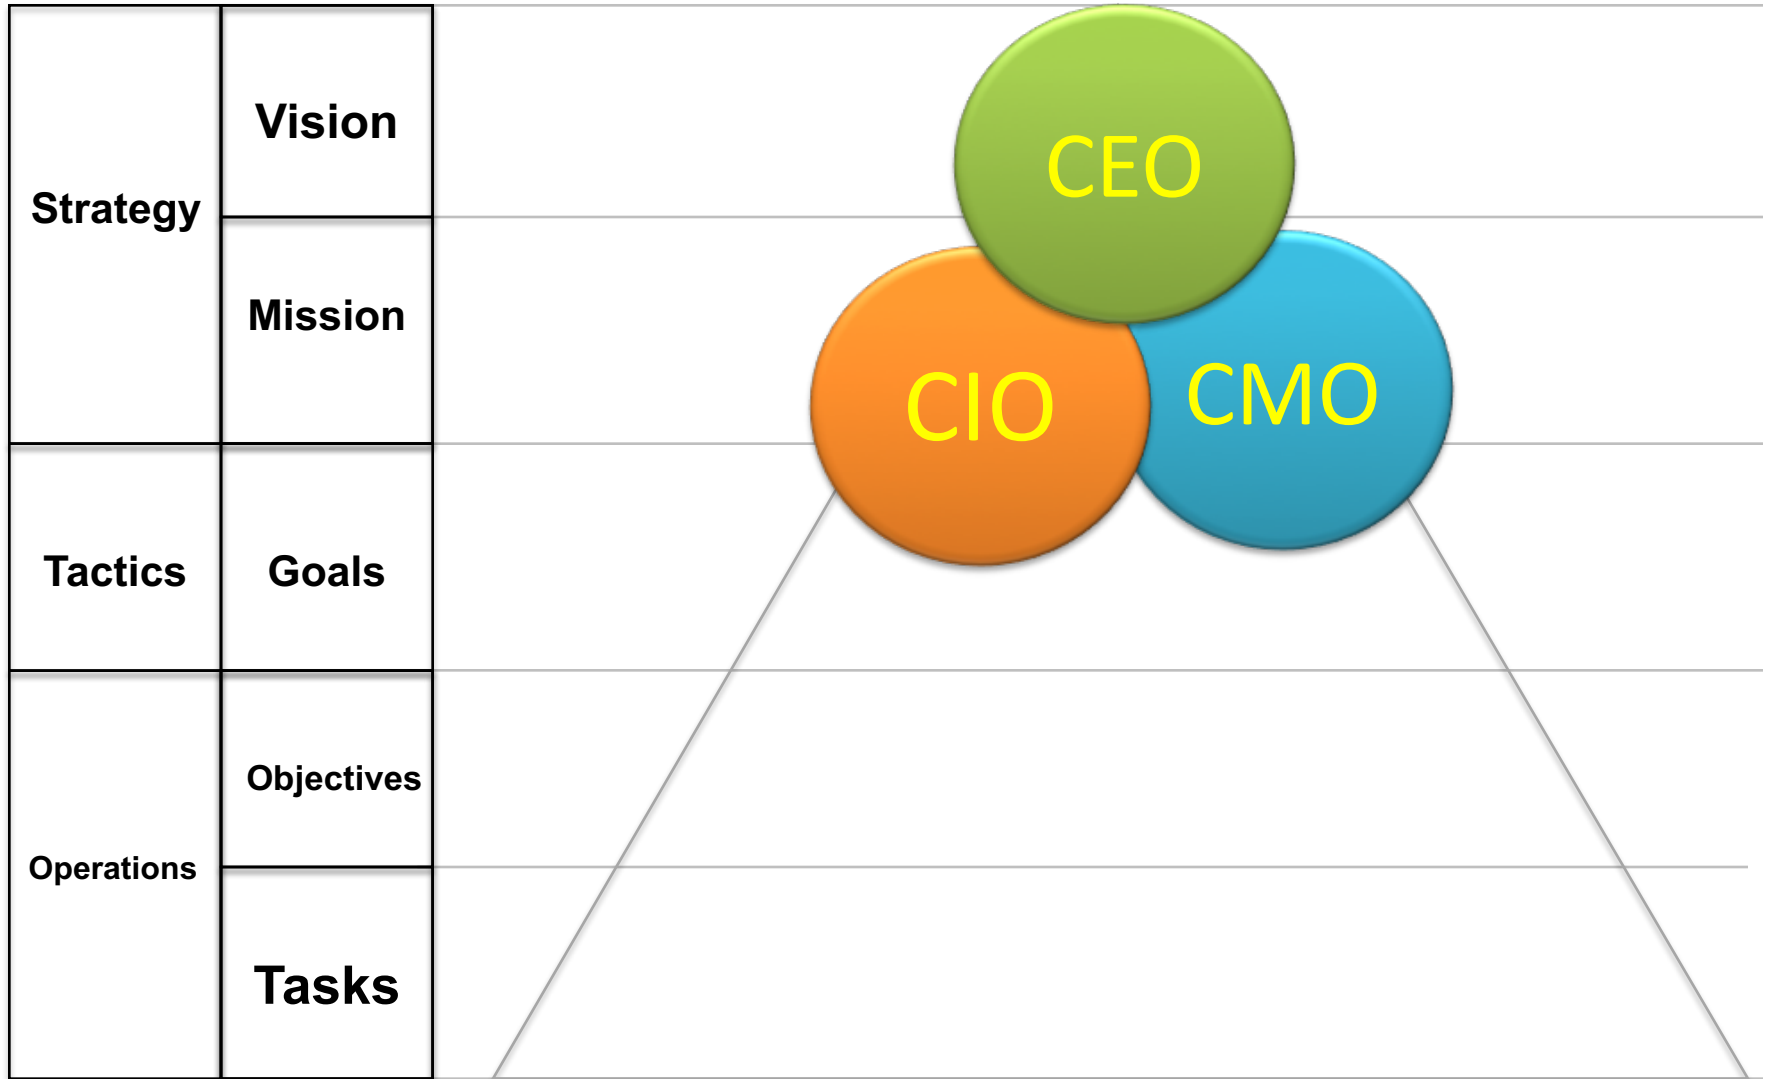 Vision
CEO
Strategy
Mission
CIO
CMO
Tactics
Goals
Objectives
Operations
Tasks